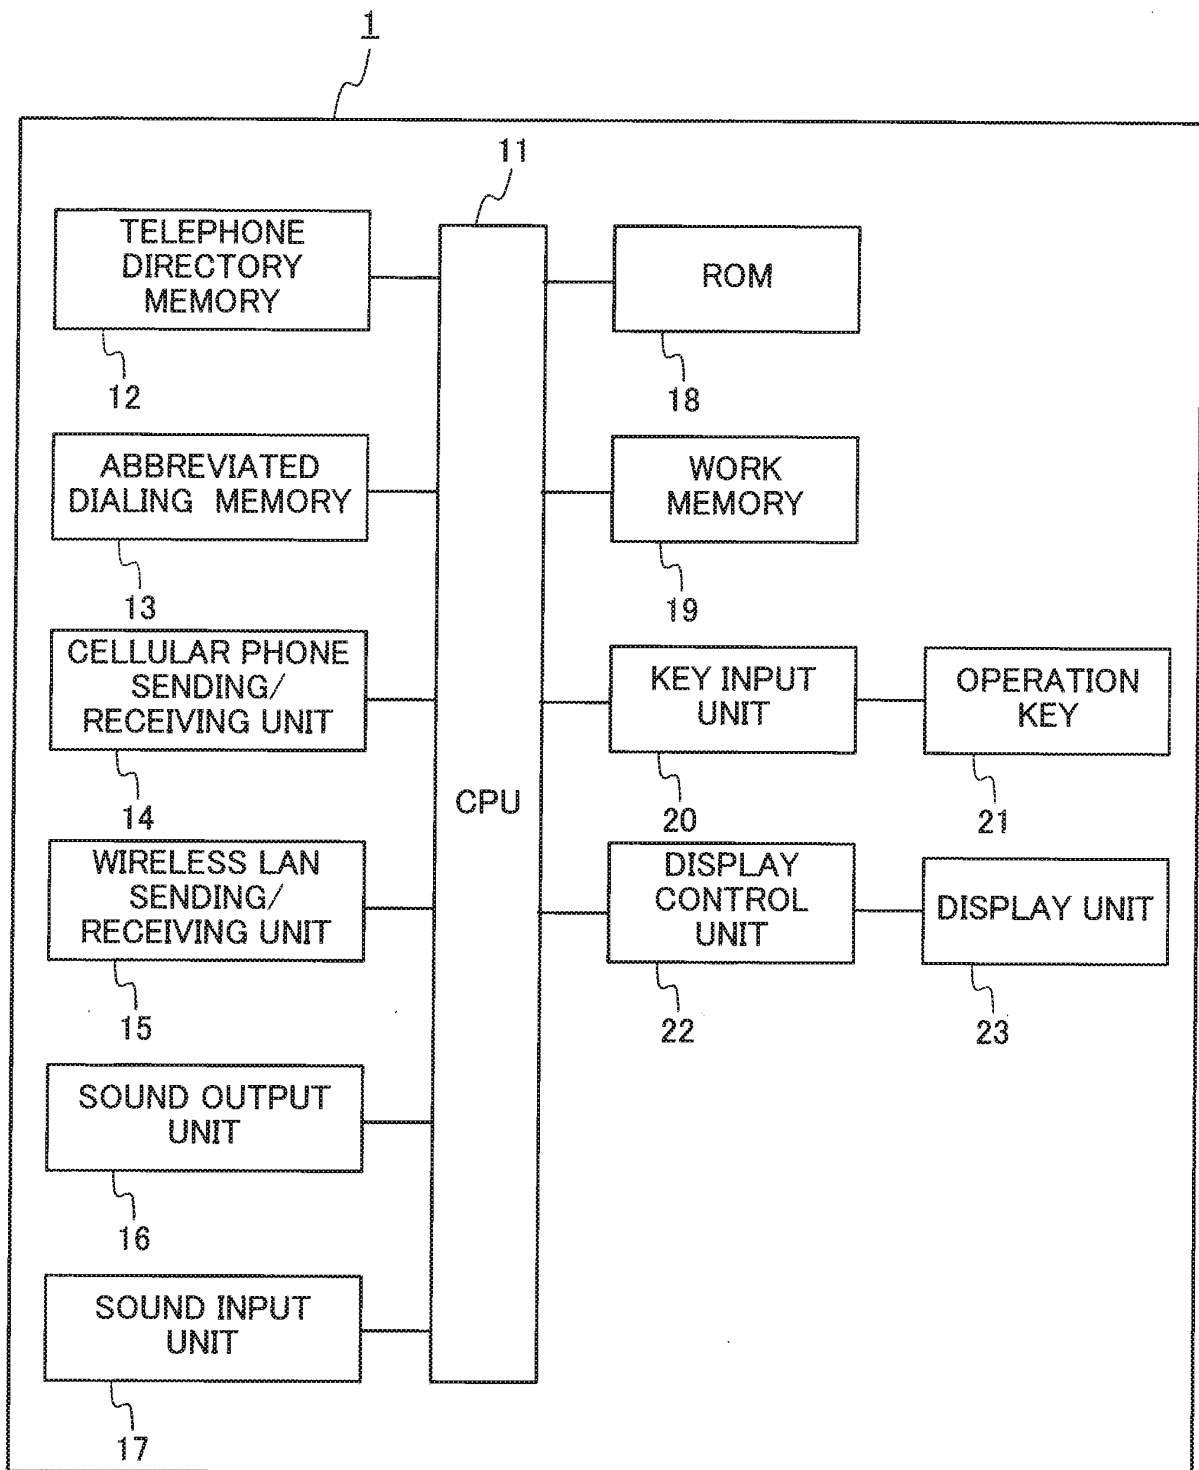 1
11
TELEPHONE
DIRECTORY
MEMORY
12
ABBREVIATED
DIALING MEMORY
13
CELLULAR PHONE
SENDING/
RECEIVING UNIT
14
WIRELESS LAN
SENDING/
RECEIVING UNIT
15
SOUND OUTPUT
UNIT
16
SOUND INPUT
UNIT
17
CPU
ROM
18
WORK
MEMORY
19
KEY INPUT
UNIT
20
OPERATION
KEY
21
DISPLAY
CONTROL
UNIT
22
DISPLAY UNIT
23